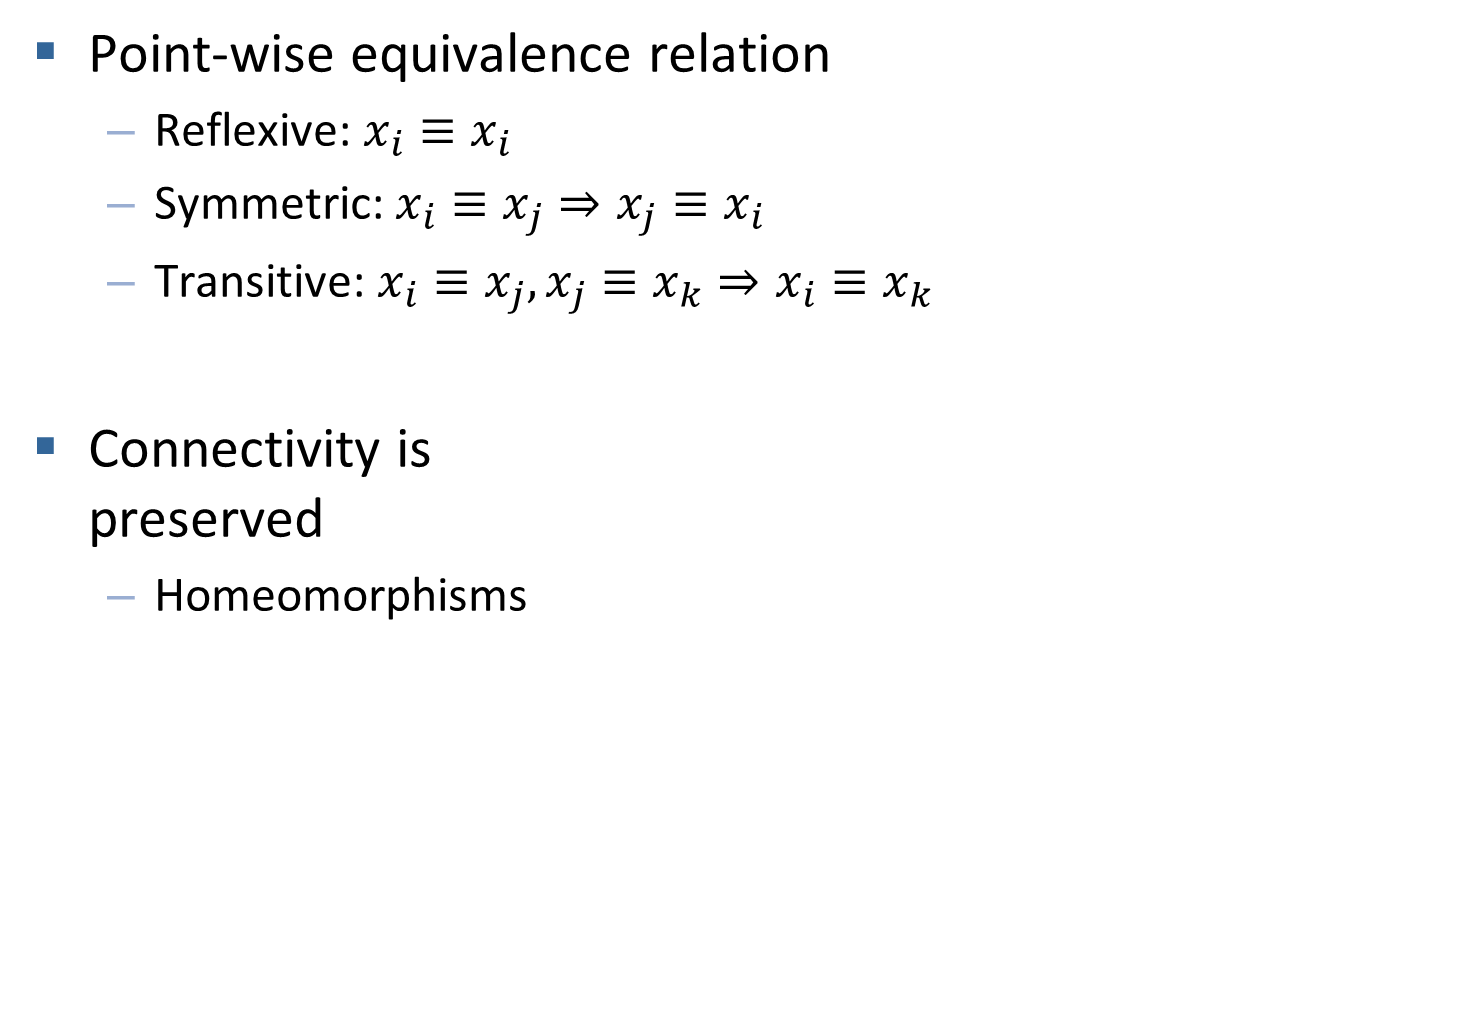 ▪ Point-wise equivalence relation
– Reflexive: xᵢ ≡ xᵢ
– Symmetric: xᵢ ≡ xⱼ ⇒ xⱼ ≡ xᵢ
– Transitive: xᵢ ≡ xⱼ, xⱼ ≡ xₖ ⇒ xᵢ ≡ xₖ
▪ Connectivity is
preserved
– Homeomorphisms